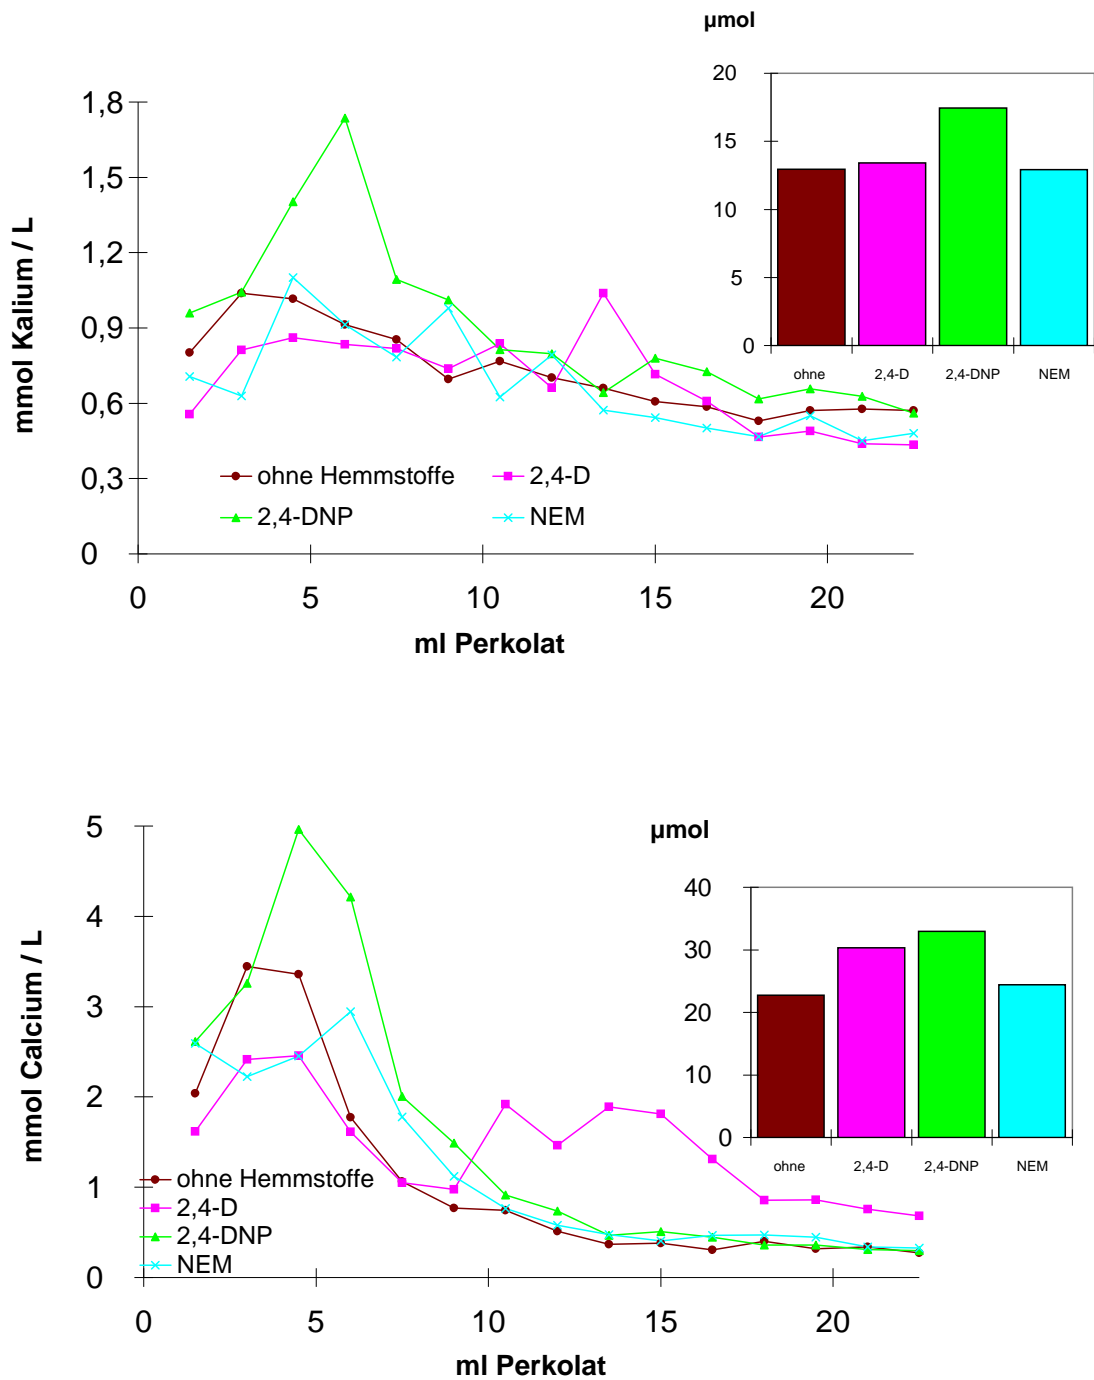 µmol
20
15
10
5
0
ohne 2,4-D 2,4-DNP NEM
mmol Kalium / L
1,8
1,5
1,2
0,9
0,6
0,3
0
ohne Hemmstoffe 2,4-D
2,4-DNP NEM
0 5 10 15 20
ml Perkolat
µmol
40
30
20
10
0
ohne 2,4-D 2,4-DNP NEM
mmol Calcium / L
5
4
3
2
1
0
ohne Hemmstoffe
2,4-D
2,4-DNP
NEM
0 5 10 15 20
ml Perkolat